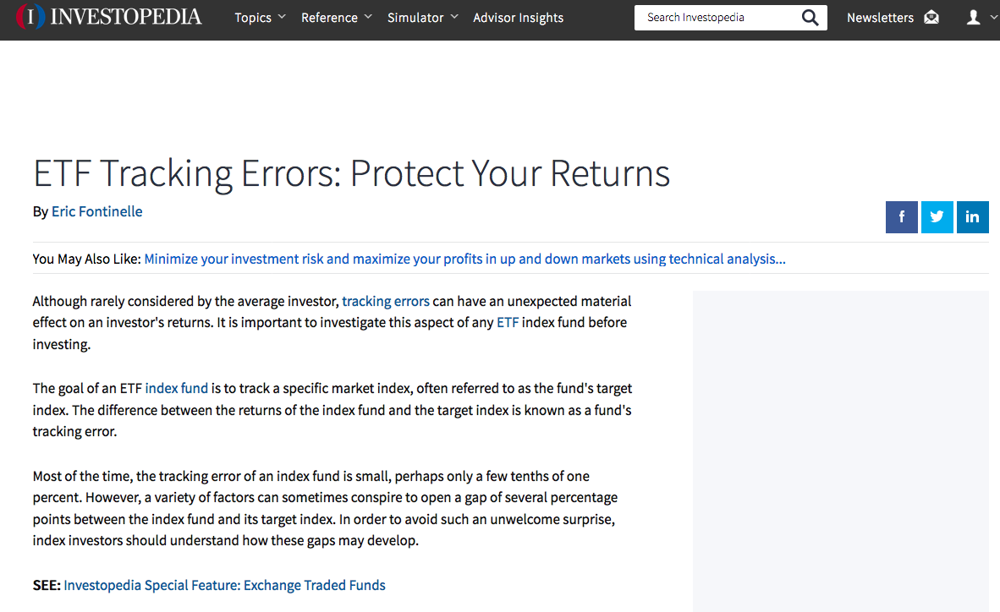 INVESTOPEDIA Topics Reference Simulator Advisor Insights Search Investopedia Newsletters
ETF Tracking Errors: Protect Your Returns
By Eric Fontinelle
f in
You May Also Like: Minimize your investment risk and maximize your profits in up and down markets using technical analysis...
Although rarely considered by the average investor, tracking errors can have an unexpected material
effect on an investor's returns. It is important to investigate this aspect of any ETF index fund before
investing.
The goal of an ETF index fund is to track a specific market index, often referred to as the fund's target
index. The difference between the returns of the index fund and the target index is known as a fund's
tracking error.
Most of the time, the tracking error of an index fund is small, perhaps only a few tenths of one
percent. However, a variety of factors can sometimes conspire to open a gap of several percentage
points between the index fund and its target index. In order to avoid such an unwelcome surprise,
index investors should understand how these gaps may develop.
SEE: Investopedia Special Feature: Exchange Traded Funds